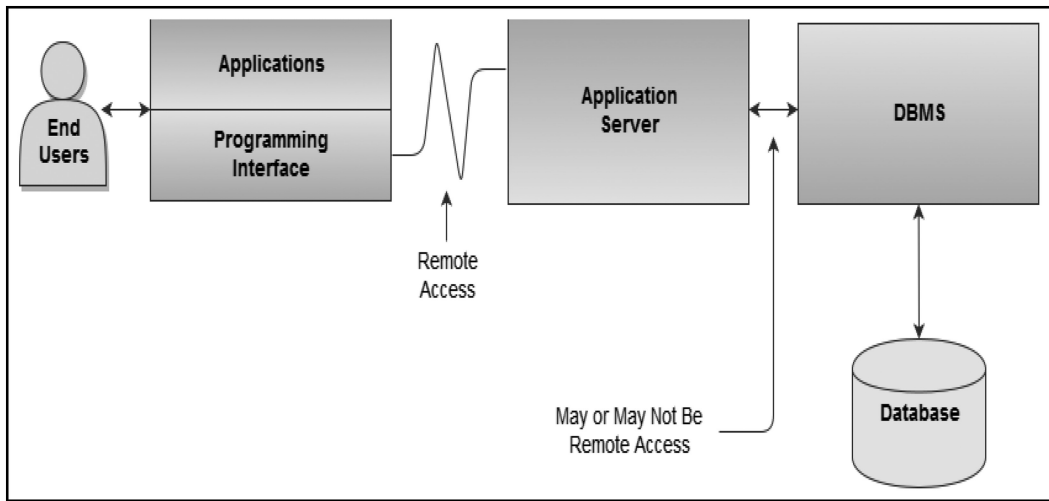 End
Users
Applications
Programming
Interface
Remote
Access
Application
Server
DBMS
May or May Not Be
Remote Access
Database